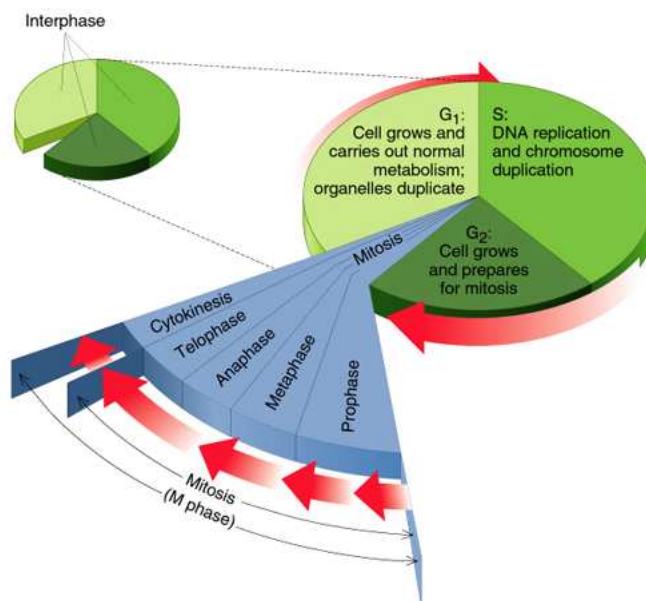 Interphase
G1:
Cell grows and
carries out normal
metabolism;
organelles duplicate
S:
DNA replication
and chromosome
duplication
G2:
Cell grows
and prepares
for mitosis
Mitosis
Cytokinesis
Telophase
Anaphase
Metaphase
Prophase
Mitosis
(M phase)